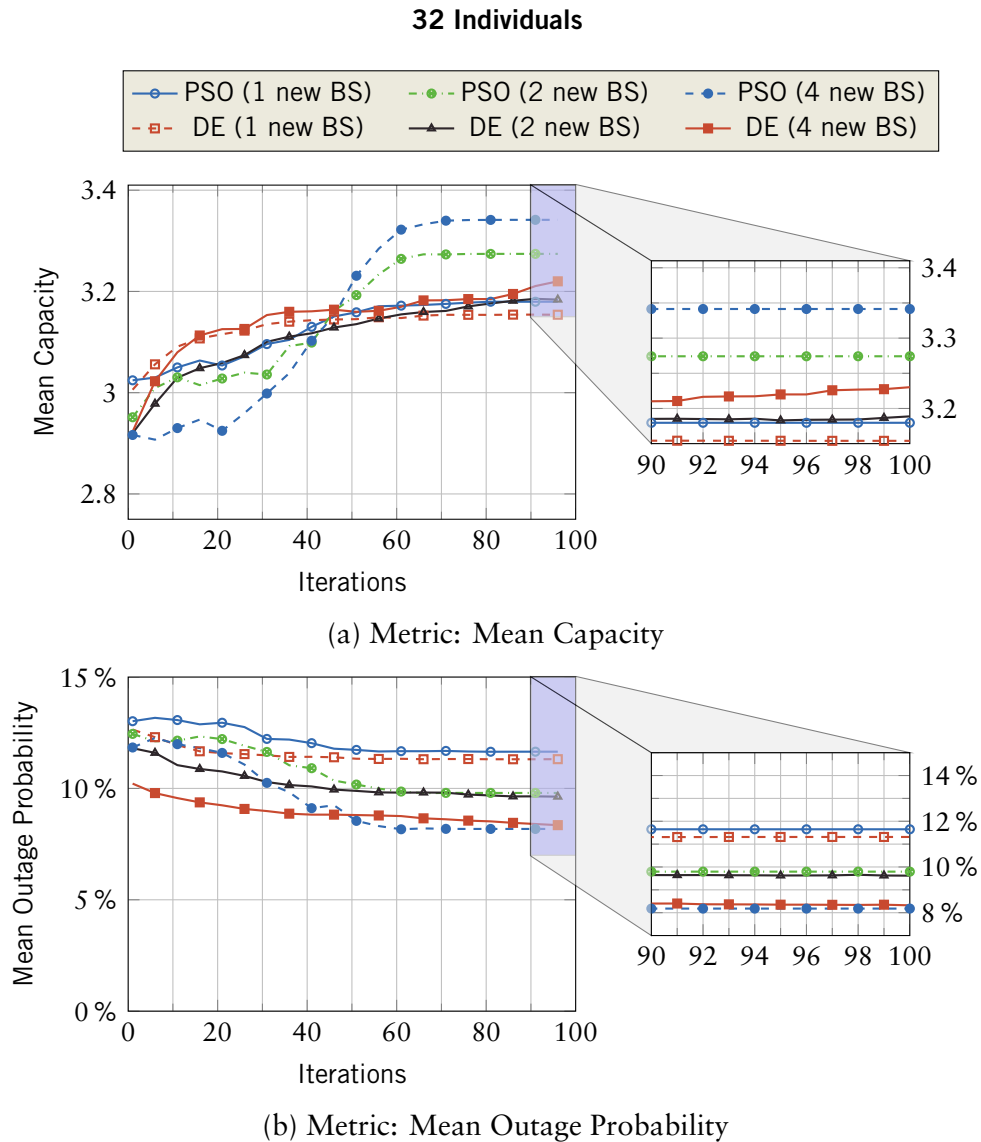 32 Individuals
PSO (1 new BS) PSO (2 new BS) PSO (4 new BS)
DE (1 new BS) DE (2 new BS) DE (4 new BS)
3.4
3.2
3
2.8
Mean Capacity
0 20 40 60 80 100
Iterations
3.4
3.3
3.2
90 92 94 96 98 100
(a) Metric: Mean Capacity
15 %
10 %
5 %
0 %
Mean Outage Probability
0 20 40 60 80 100
Iterations
14 %
12 %
10 %
8 %
90 92 94 96 98 100
(b) Metric: Mean Outage Probability